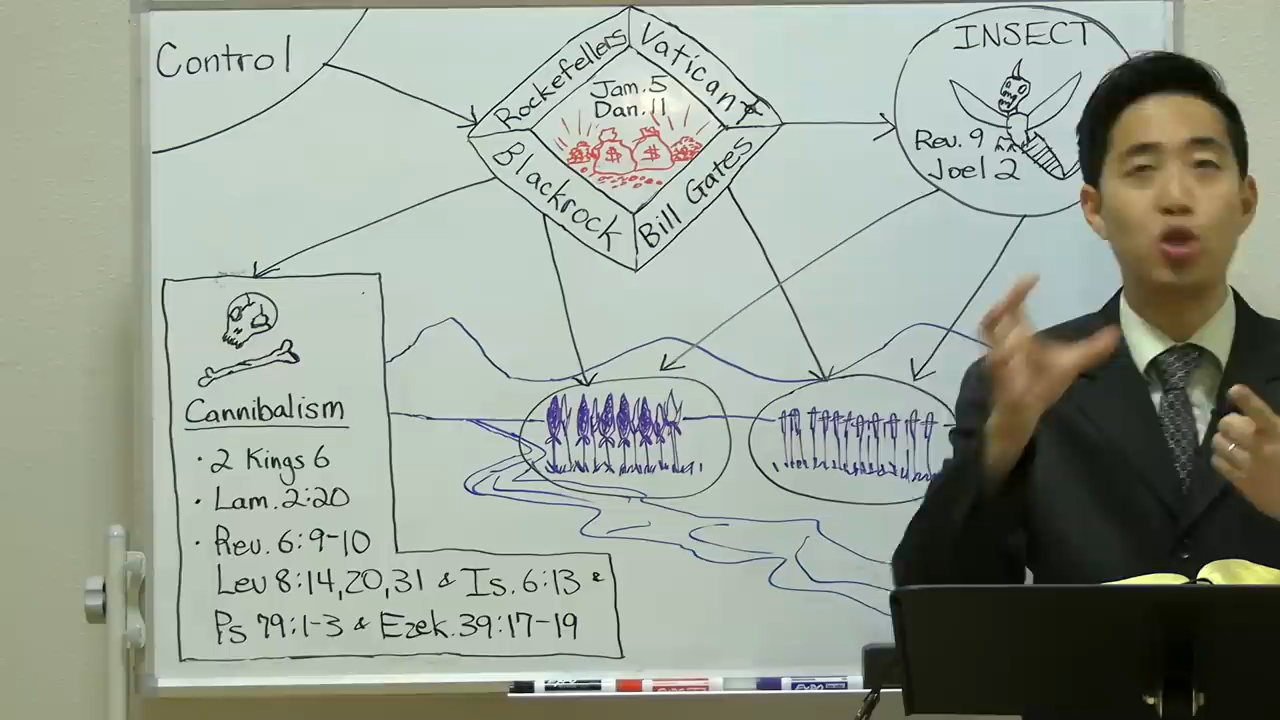 Control
Rockefellers
Vatican
Jam. 5
Dan. 11
$ $
Blackrock
Bill Gates
INSECT
Rev. 9
Joel 2
Cannibalism
· 2 Kings 6
· Lam. 2:20
· Rev. 6:9-10
Lev 8:14,20,31 & Is. 6:13 &
Ps 79:1-3 & Ezek. 39:17-19
EXPO
EXPO